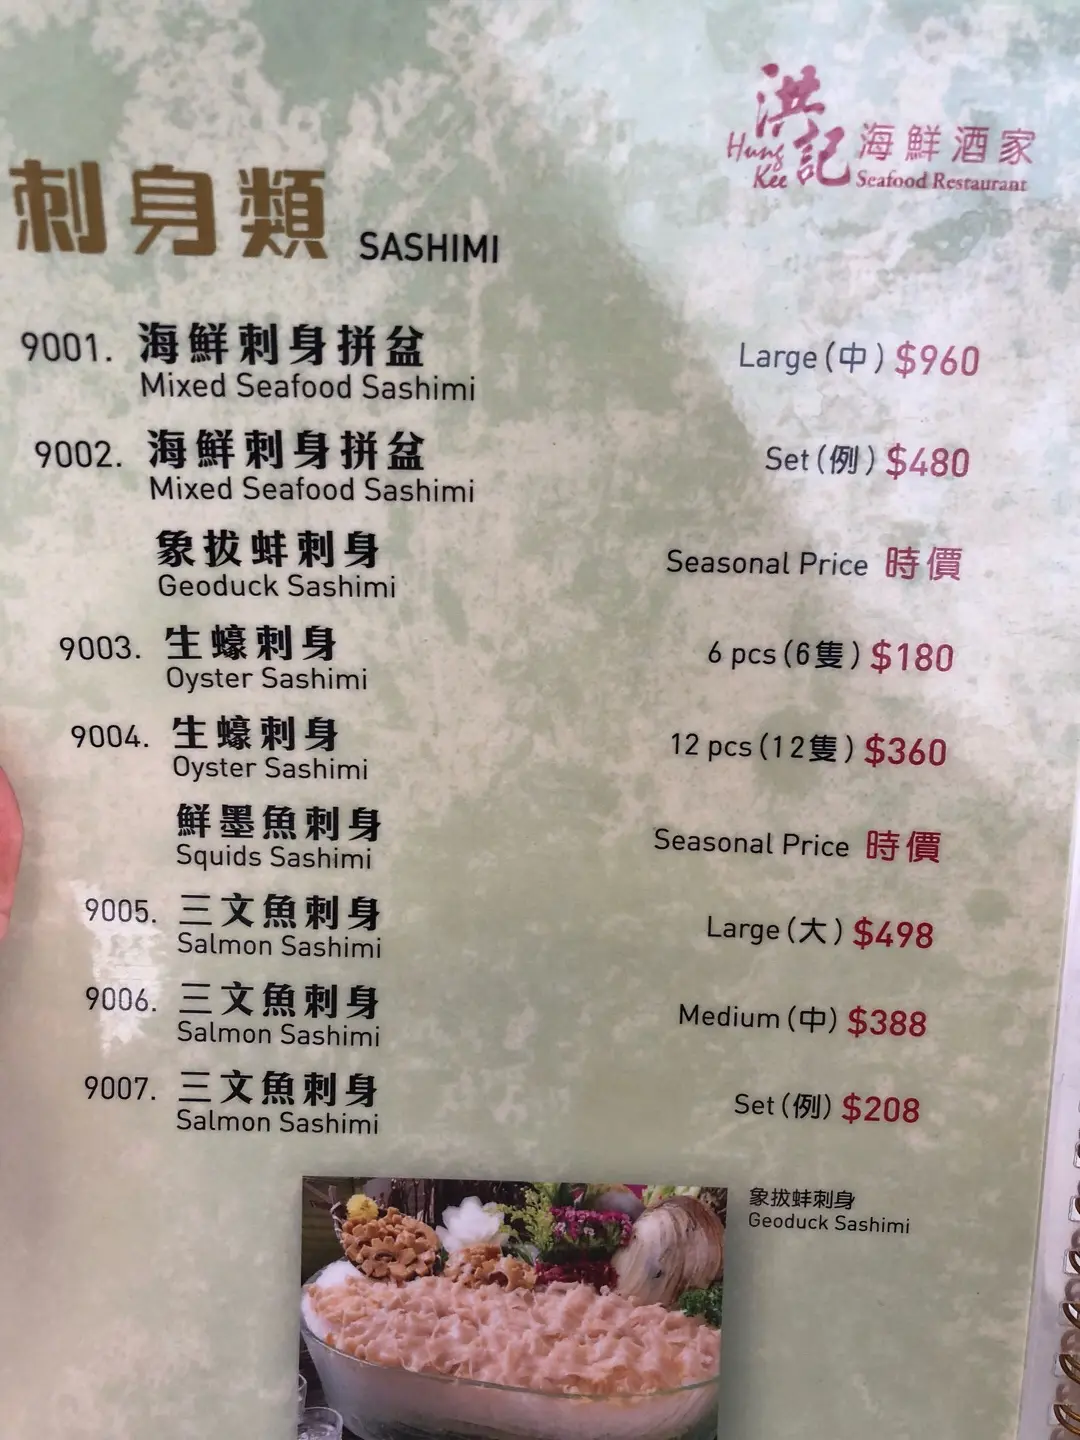 洪記
Hung Kee
海鮮酒家
Seafood Restaurant
刺身類 SASHIMI
9001. 海鮮刺身拼盆 Large(中) $960
Mixed Seafood Sashimi
9002. 海鮮刺身拼盆 Set(例) $480
Mixed Seafood Sashimi
象拔蚌刺身 Seasonal Price 時價
Geoduck Sashimi
9003. 生蠔刺身 6 pcs(6隻) $180
Oyster Sashimi
9004. 生蠔刺身 12 pcs(12隻) $360
Oyster Sashimi
鮮墨魚刺身 Seasonal Price 時價
Squids Sashimi
9005. 三文魚刺身 Large(大) $498
Salmon Sashimi
9006. 三文魚刺身 Medium(中) $388
Salmon Sashimi
9007. 三文魚刺身 Set(例) $208
Salmon Sashimi
象拔蚌刺身
Geoduck Sashimi